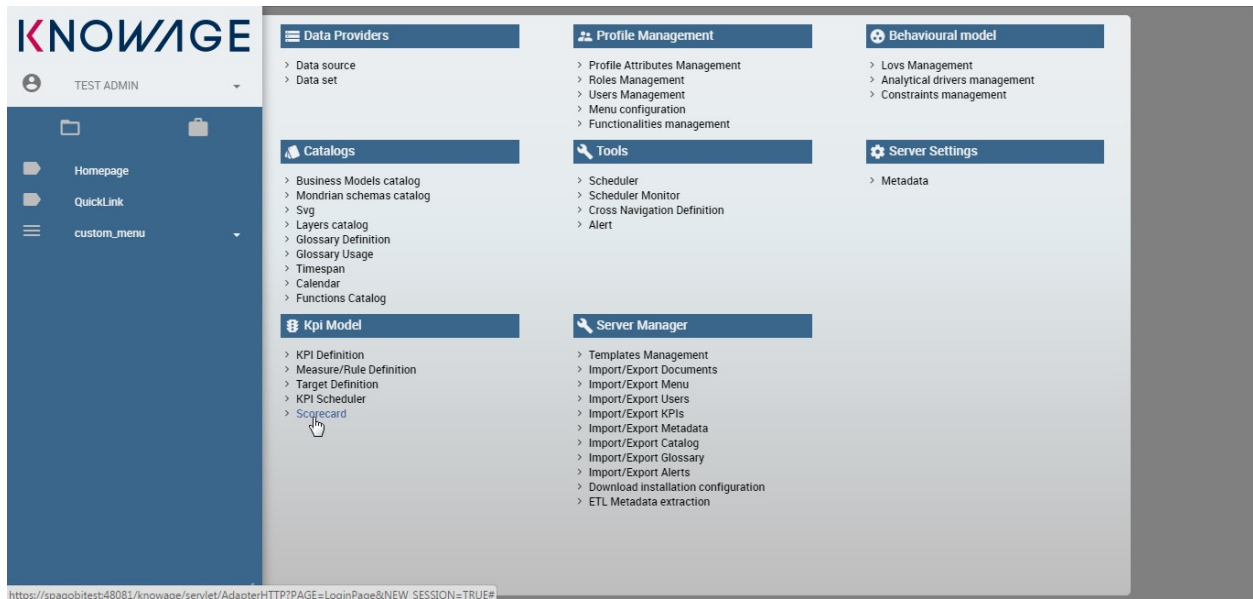 KNOWAGE
TEST ADMIN
Homepage
QuickLink
custom_menu
Data Providers
> Data source
> Data set
Profile Management
> Profile Attributes Management
> Roles Management
> Users Management
> Menu configuration
> Functionalities management
Behavioural model
> Lovs Management
> Analytical drivers management
> Constraints management
Catalogs
> Business Models catalog
> Mondrian schemas catalog
> Svg
> Layers catalog
> Glossary Definition
> Glossary Usage
> Timespan
> Calendar
> Functions Catalog
Tools
> Scheduler
> Scheduler Monitor
> Cross Navigation Definition
> Alert
Server Settings
> Metadata
Kpi Model
> KPI Definition
> Measure/Rule Definition
> Target Definition
> KPI Scheduler
> Scorecard
Server Manager
> Templates Management
> Import/Export Documents
> Import/Export Menu
> Import/Export Users
> Import/Export KPIs
> Import/Export Metadata
> Import/Export Catalog
> Import/Export Glossary
> Import/Export Alerts
> Download installation configuration
> ETL Metadata extraction
https://spagobitest:48081/knowage/servlet/AdapterHTTP?PAGE=LoginPage&NEW_SESSION=TRUE#